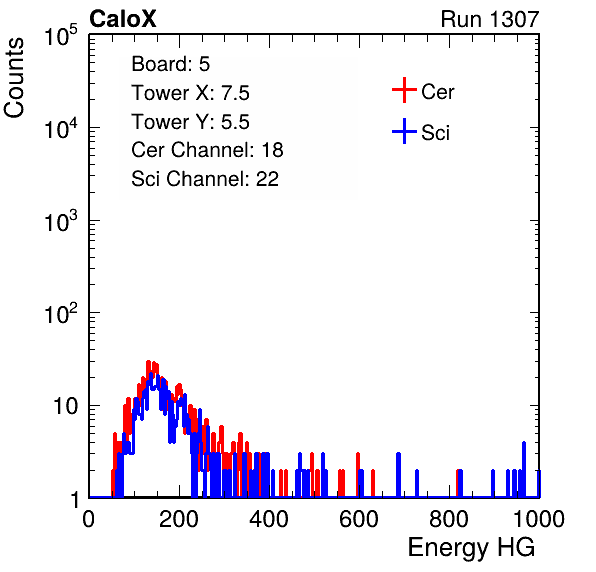 CaloX Run 1307
Counts
10^5
10^4
10^3
10^2
10
1
Board: 5
Tower X: 7.5
Tower Y: 5.5
Cer Channel: 18
Sci Channel: 22
Cer
Sci
0 200 400 600 800 1000
Energy HG